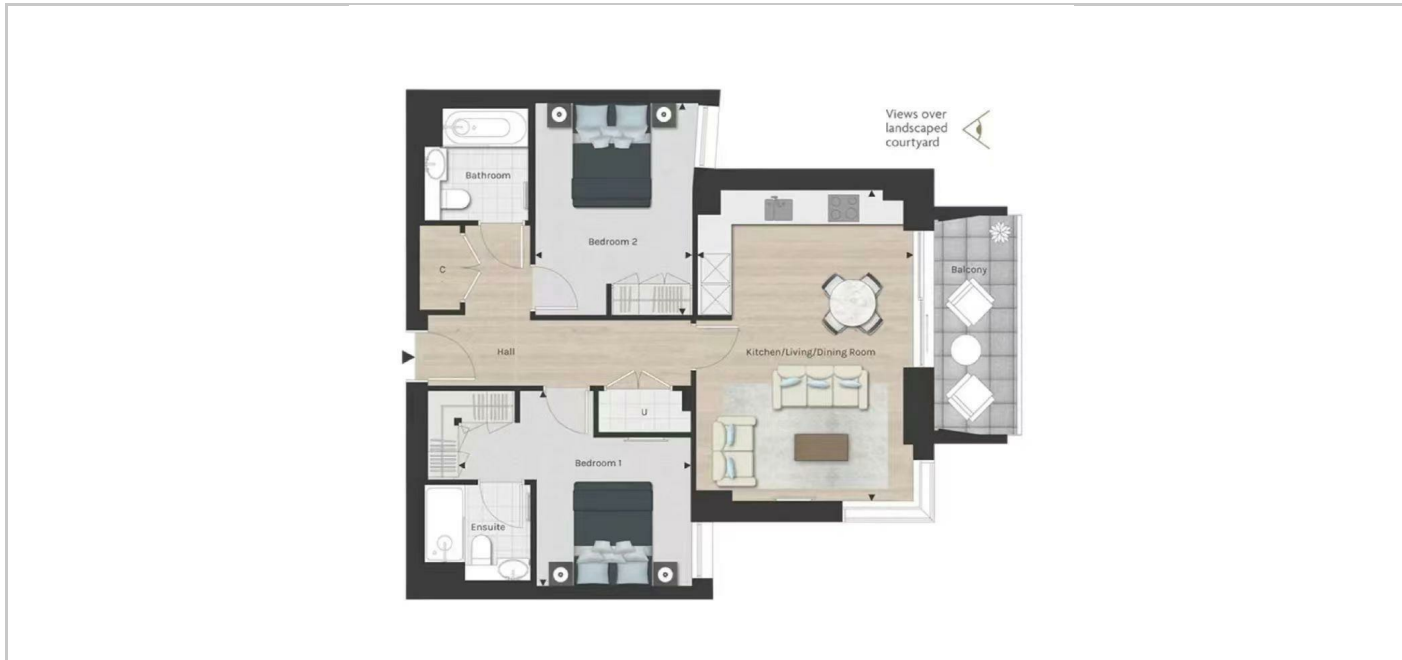 Views over
landscaped
courtyard
Bathroom
Bedroom 2
C
Balcony
Hall
Kitchen/Living/Dining Room
U
Bedroom 1
Ensuite